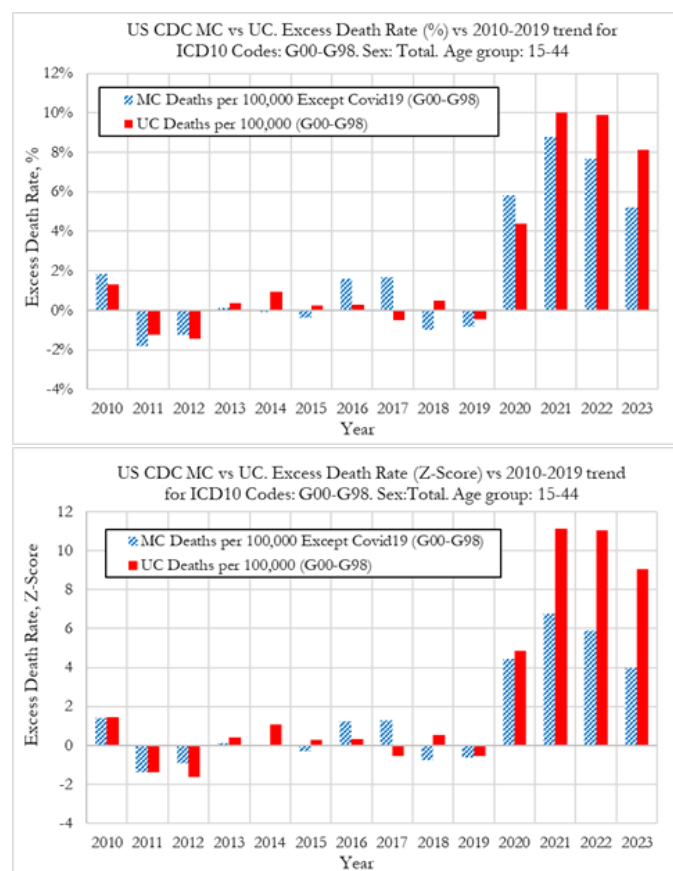 US CDC MC vs UC. Excess Death Rate (%) vs 2010-2019 trend for
ICD10 Codes: G00-G98. Sex: Total. Age group: 15-44
12%
10%
8%
6%
4%
2%
0%
-2%
-4%
Excess Death Rate, %
MC Deaths per 100,000 Except Covid19 (G00-G98)
UC Deaths per 100,000 (G00-G98)
2010 2011 2012 2013 2014 2015 2016 2017 2018 2019 2020 2021 2022 2023
Year
US CDC MC vs UC. Excess Death Rate (Z-Score) vs 2010-2019 trend
for ICD10 Codes: G00-G98. Sex:Total. Age group: 15-44
12
10
8
6
4
2
0
-2
-4
Excess Death Rate, Z-Score
MC Deaths per 100,000 Except Covid19 (G00-G98)
UC Deaths per 100,000 (G00-G98)
2010 2011 2012 2013 2014 2015 2016 2017 2018 2019 2020 2021 2022 2023
Year